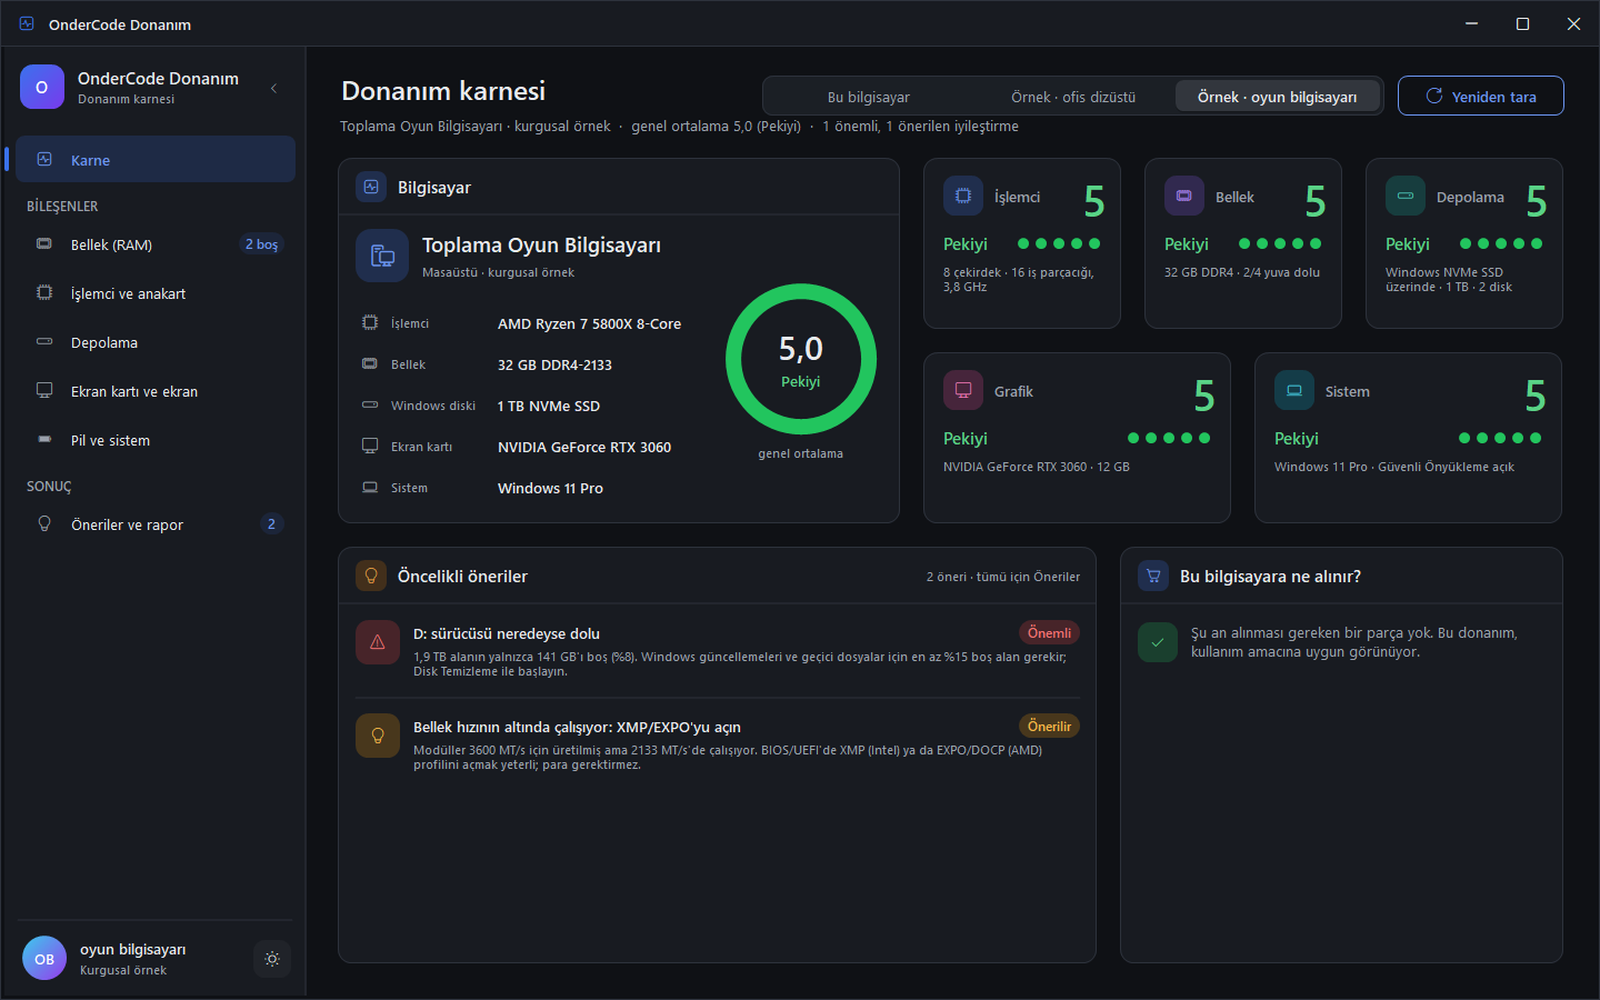 OnderCode Donanım
O
OnderCode Donanım
Donanım karnesi
Karne
BİLEŞENLER
Bellek (RAM)
2 boş
İşlemci ve anakart
Depolama
Ekran kartı ve ekran
Pil ve sistem
SONUÇ
Öneriler ve rapor
2
OB
oyun bilgisayarı
Kurgusal örnek
Donanım karnesi
Bu bilgisayar
Örnek · ofis dizüstü
Örnek · oyun bilgisayarı
Yeniden tara
Toplama Oyun Bilgisayarı · kurgusal örnek · genel ortalama 5,0 (Pekiyi) · 1 önemli, 1 önerilen iyileştirme
Bilgisayar
Toplama Oyun Bilgisayarı
Masaüstü · kurgusal örnek
İşlemci
AMD Ryzen 7 5800X 8-Core
Bellek
32 GB DDR4-2133
Windows diski
1 TB NVMe SSD
Ekran kartı
NVIDIA GeForce RTX 3060
Sistem
Windows 11 Pro
5,0
Pekiyi
genel ortalama
İşlemci
5
Pekiyi
8 çekirdek · 16 iş parçacığı,
3,8 GHz
Bellek
5
Pekiyi
32 GB DDR4 · 2/4 yuva dolu
Depolama
5
Pekiyi
Windows NVMe SSD
üzerinde · 1 TB · 2 disk
Grafik
5
Pekiyi
NVIDIA GeForce RTX 3060 · 12 GB
Sistem
5
Pekiyi
Windows 11 Pro · Güvenli Önyükleme açık
Öncelikli öneriler
2 öneri · tümü için Öneriler
D: sürücüsü neredeyse dolu
Önemli
1,9 TB alanın yalnızca 141 GB'ı boş (%8). Windows güncellemeleri ve geçici dosyalar için en az %15 boş alan gerekir;
Disk Temizleme ile başlayın.
Bellek hızının altında çalışıyor: XMP/EXPO'yu açın
Önerilir
Modüller 3600 MT/s için üretilmiş ama 2133 MT/s'de çalışıyor. BIOS/UEFI'de XMP (Intel) ya da EXPO/DOCP (AMD)
profilini açmak yeterli; para gerektirmez.
Bu bilgisayara ne alınır?
Şu an alınması gereken bir parça yok. Bu donanım,
kullanım amacına uygun görünüyor.